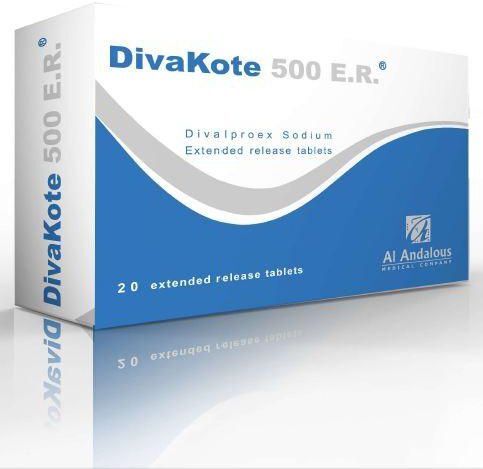 DivaKote 500 E.R.®
Divalproex Sodium
Extended release tablets
Al Andalous
MEDICAL COMPANY
20 extended release tablets
DivaKote 500 E.R.®